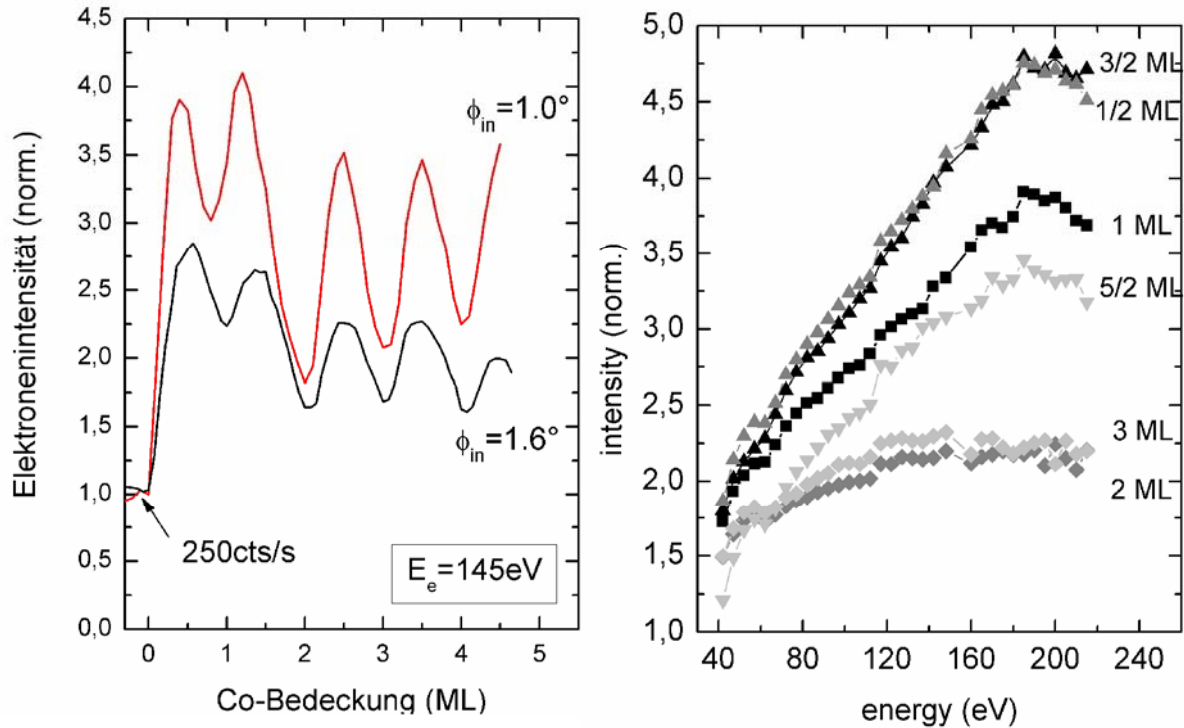 4,5
4,0
3,5
3,0
2,5
2,0
1,5
1,0
0,5
0,0
Elektronenintensität (norm.)
ϕin=1.0°
ϕin=1.6°
250cts/s
Ee=145eV
0 1 2 3 4 5
Co-Bedeckung (ML)
5,0
4,5
4,0
3,5
3,0
2,5
2,0
1,5
1,0
intensity (norm.)
3/2 ML
1/2 ML
1 ML
5/2 ML
3 ML
2 ML
40 80 120 160 200 240
energy (eV)